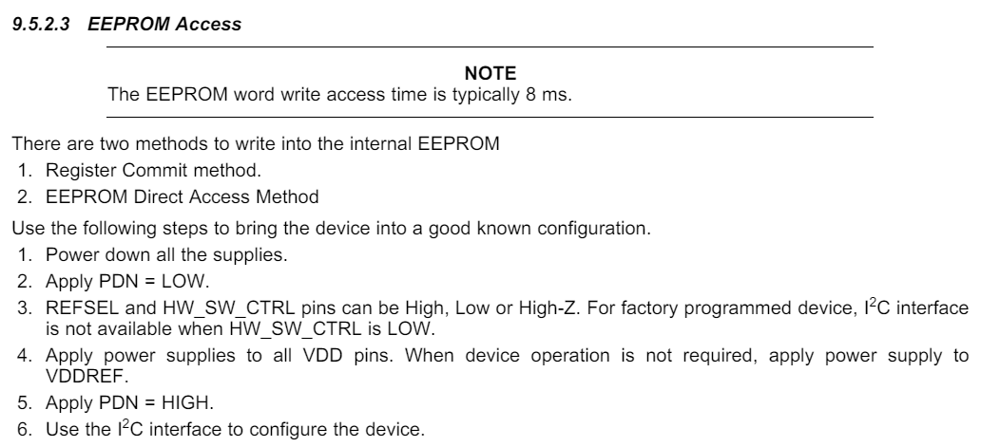 9.5.2.3 EEPROM Access
NOTE
The EEPROM word write access time is typically 8 ms.
There are two methods to write into the internal EEPROM
1. Register Commit method.
2. EEPROM Direct Access Method
Use the following steps to bring the device into a good known configuration.
1. Power down all the supplies.
2. Apply PDN = LOW.
3. REFSEL and HW_SW_CTRL pins can be High, Low or High-Z. For factory programmed device, I²C interface
is not available when HW_SW_CTRL is LOW.
4. Apply power supplies to all VDD pins. When device operation is not required, apply power supply to
VDDREF.
5. Apply PDN = HIGH.
6. Use the I²C interface to configure the device.